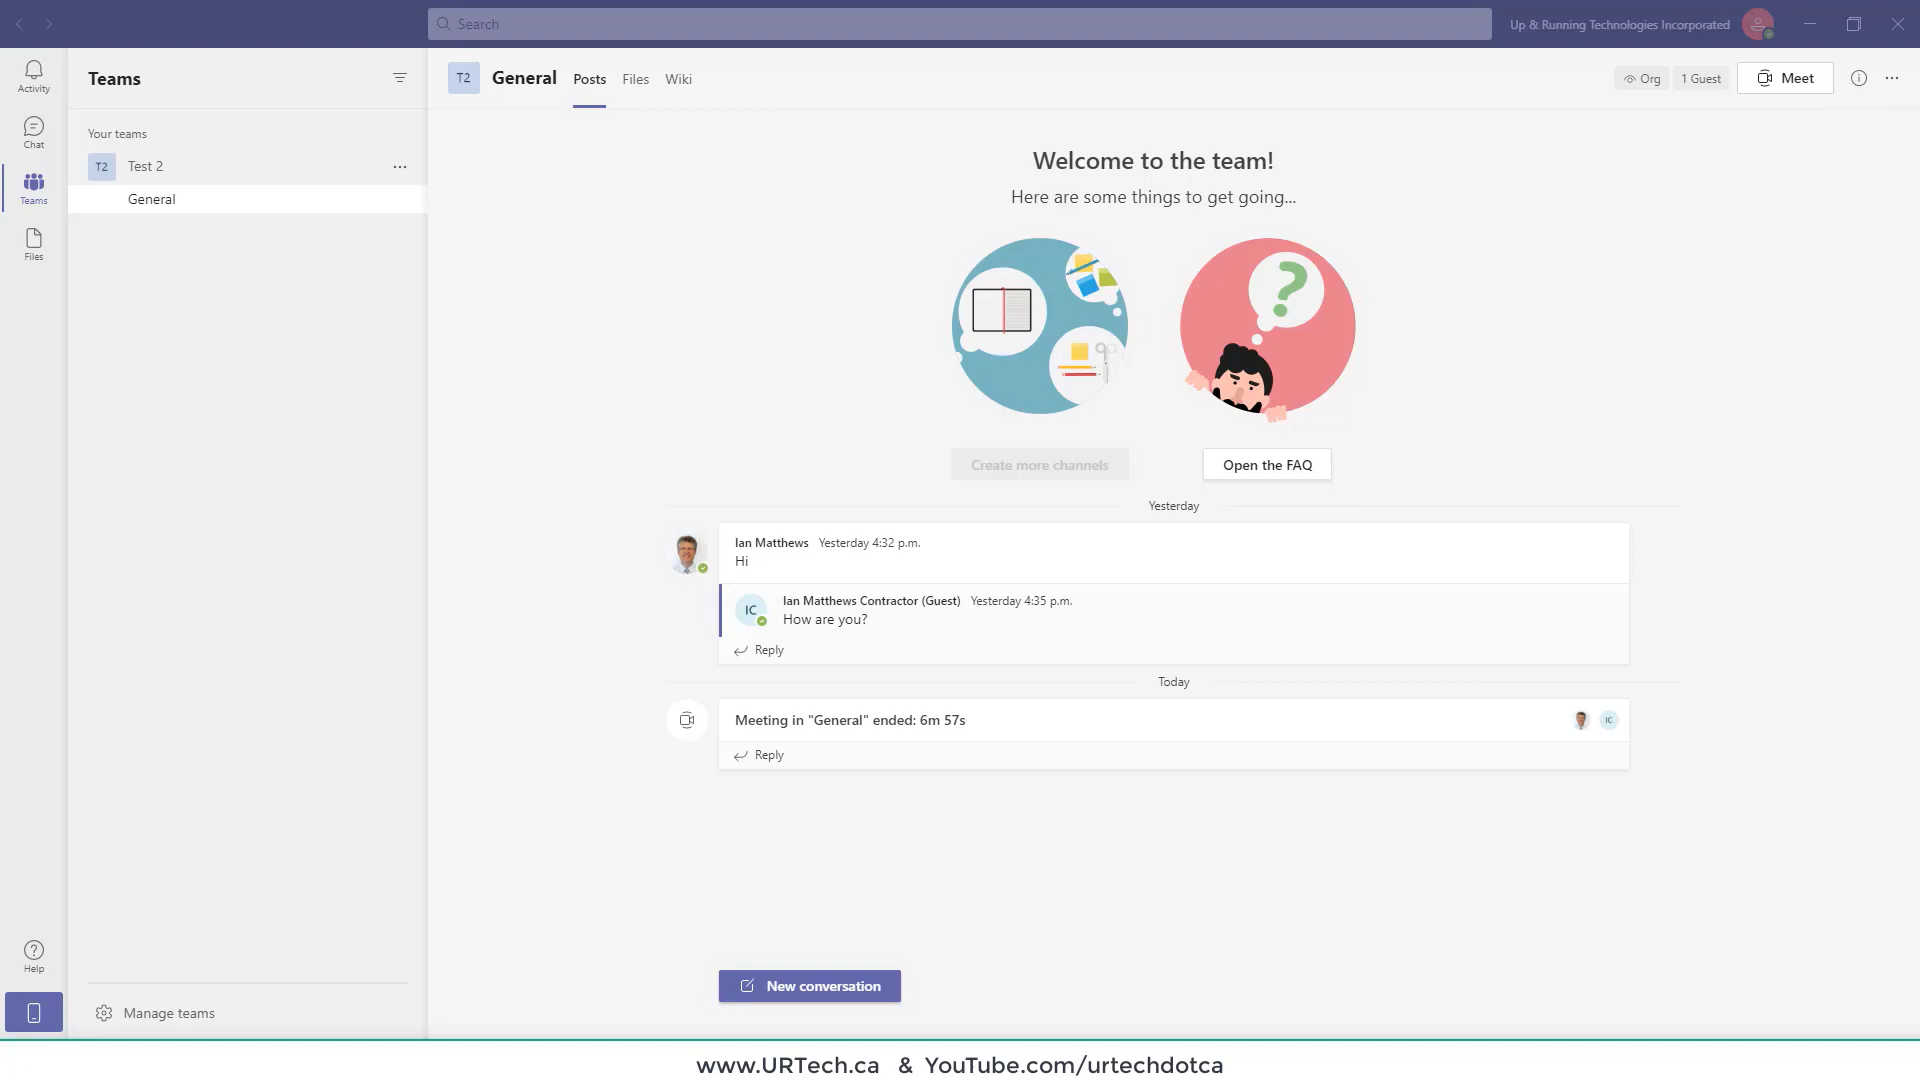 Search
Up & Running Technologies Incorporated
Activity
Chat
Teams
Files
Teams
Your teams
T2 Test 2
General
T2 General Posts Files Wiki
Org 1 Guest Meet
Welcome to the team!
Here are some things to get going...
Create more channels
Open the FAQ
Yesterday
Ian Matthews Yesterday 4:32 p.m.
Hi
IC Ian Matthews Contractor (Guest) Yesterday 4:35 p.m.
How are you?
Reply
Today
Meeting in "General" ended: 6m 57s
IC
Reply
New conversation
Help
Manage teams
www.URTech.ca & YouTube.com/urtechdotca